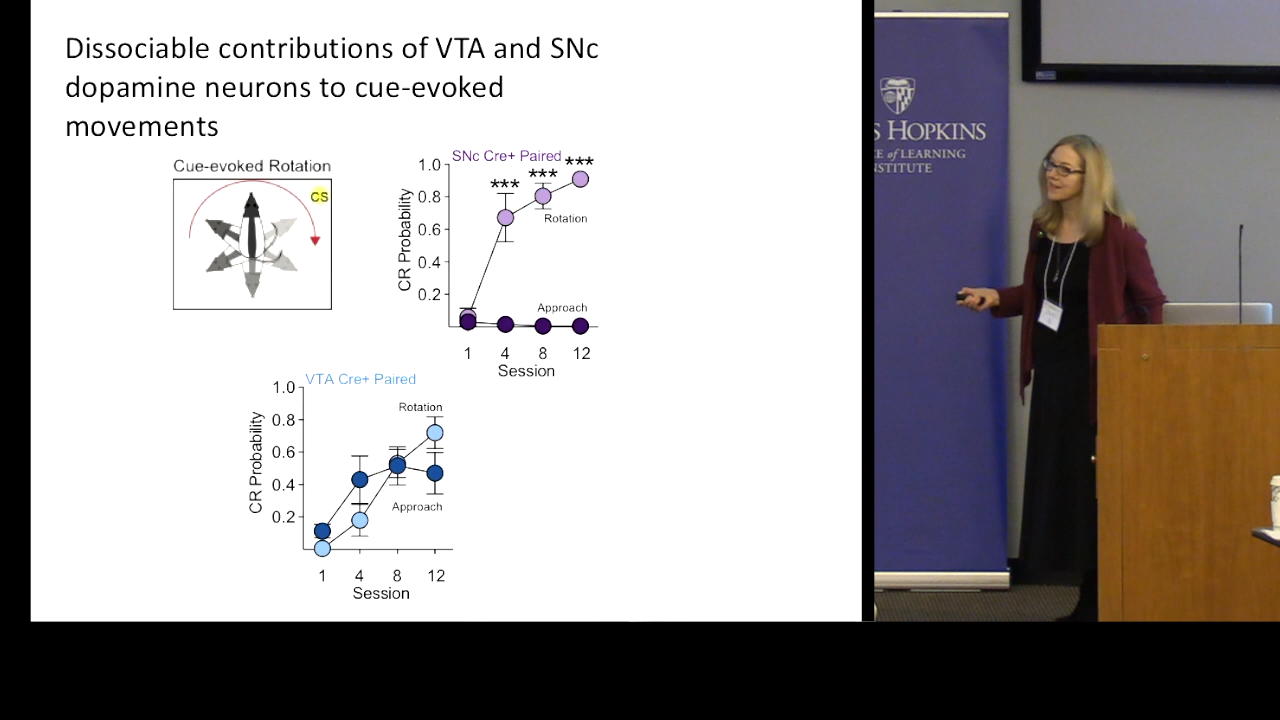 Dissociable contributions of VTA and SNc
dopamine neurons to cue-evoked
movements
Cue-evoked Rotation
CS
SNc Cre+ Paired
*** *** ***
CR Probability
1.0
0.8
0.6
0.4
0.2
Rotation
Approach
1 4 8 12
Session
VTA Cre+ Paired
CR Probability
1.0
0.8
0.6
0.4
0.2
Rotation
Approach
1 4 8 12
Session
S HOPKINS
E of LEARNING
NSTITUTE